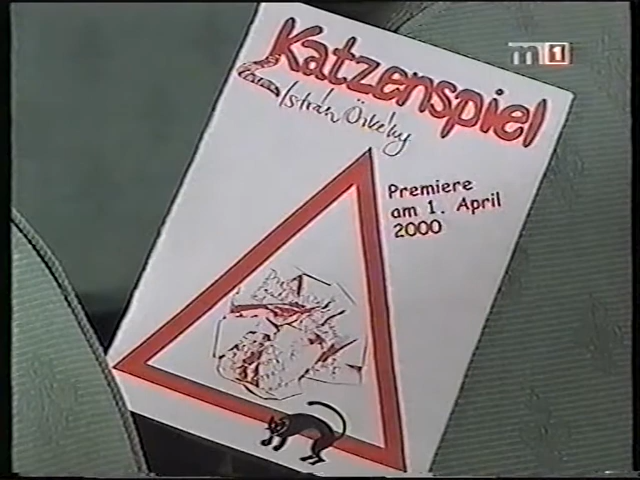 m1
Katzenspiel
István Örkény
Premiere
am 1. April
2000